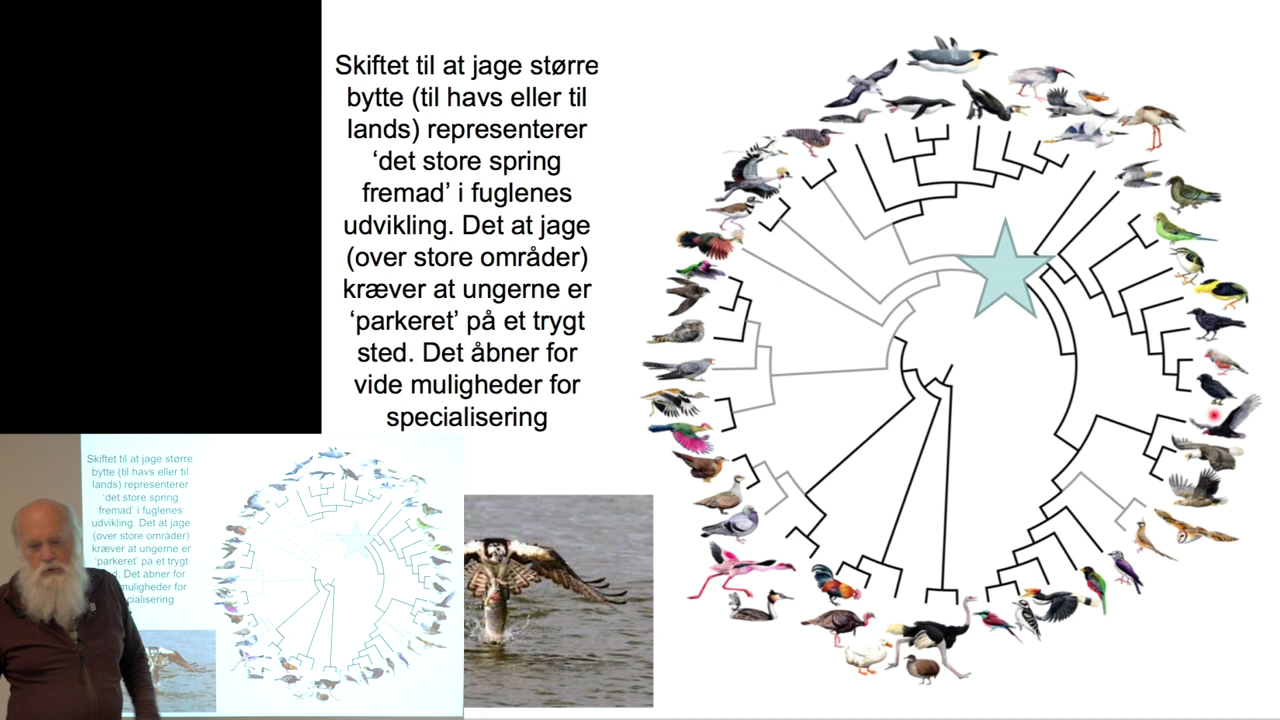 Skiftet til at jage større
bytte (til havs eller til
lands) representerer
‘det store spring
fremad’ i fuglenes
udvikling. Det at jage
(over store områder)
kræver at ungerne er
‘parkeret’ på et trygt
sted. Det åbner for
vide muligheder for
specialisering
Skiftet til at jage større
bytte (til havs eller til
lands) representerer
‘det store spring
fremad’ i fuglenes
udvikling. Det at jage
(over store områder)
kræver at ungerne er
‘parkeret’ på et trygt
Det åbner for
muligheder for